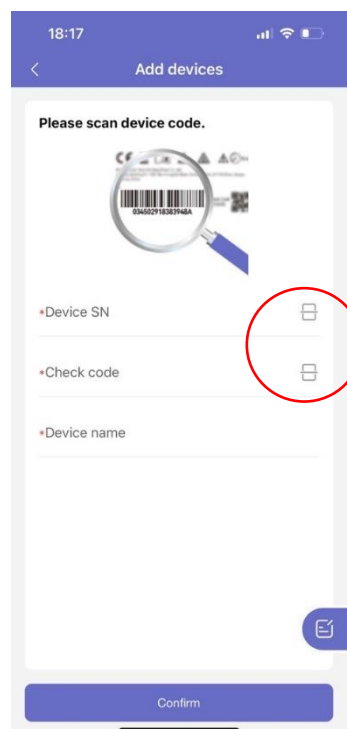 18:17
Add devices
Please scan device code.
034502918383948A
*Device SN
*Check code
*Device name
Confirm